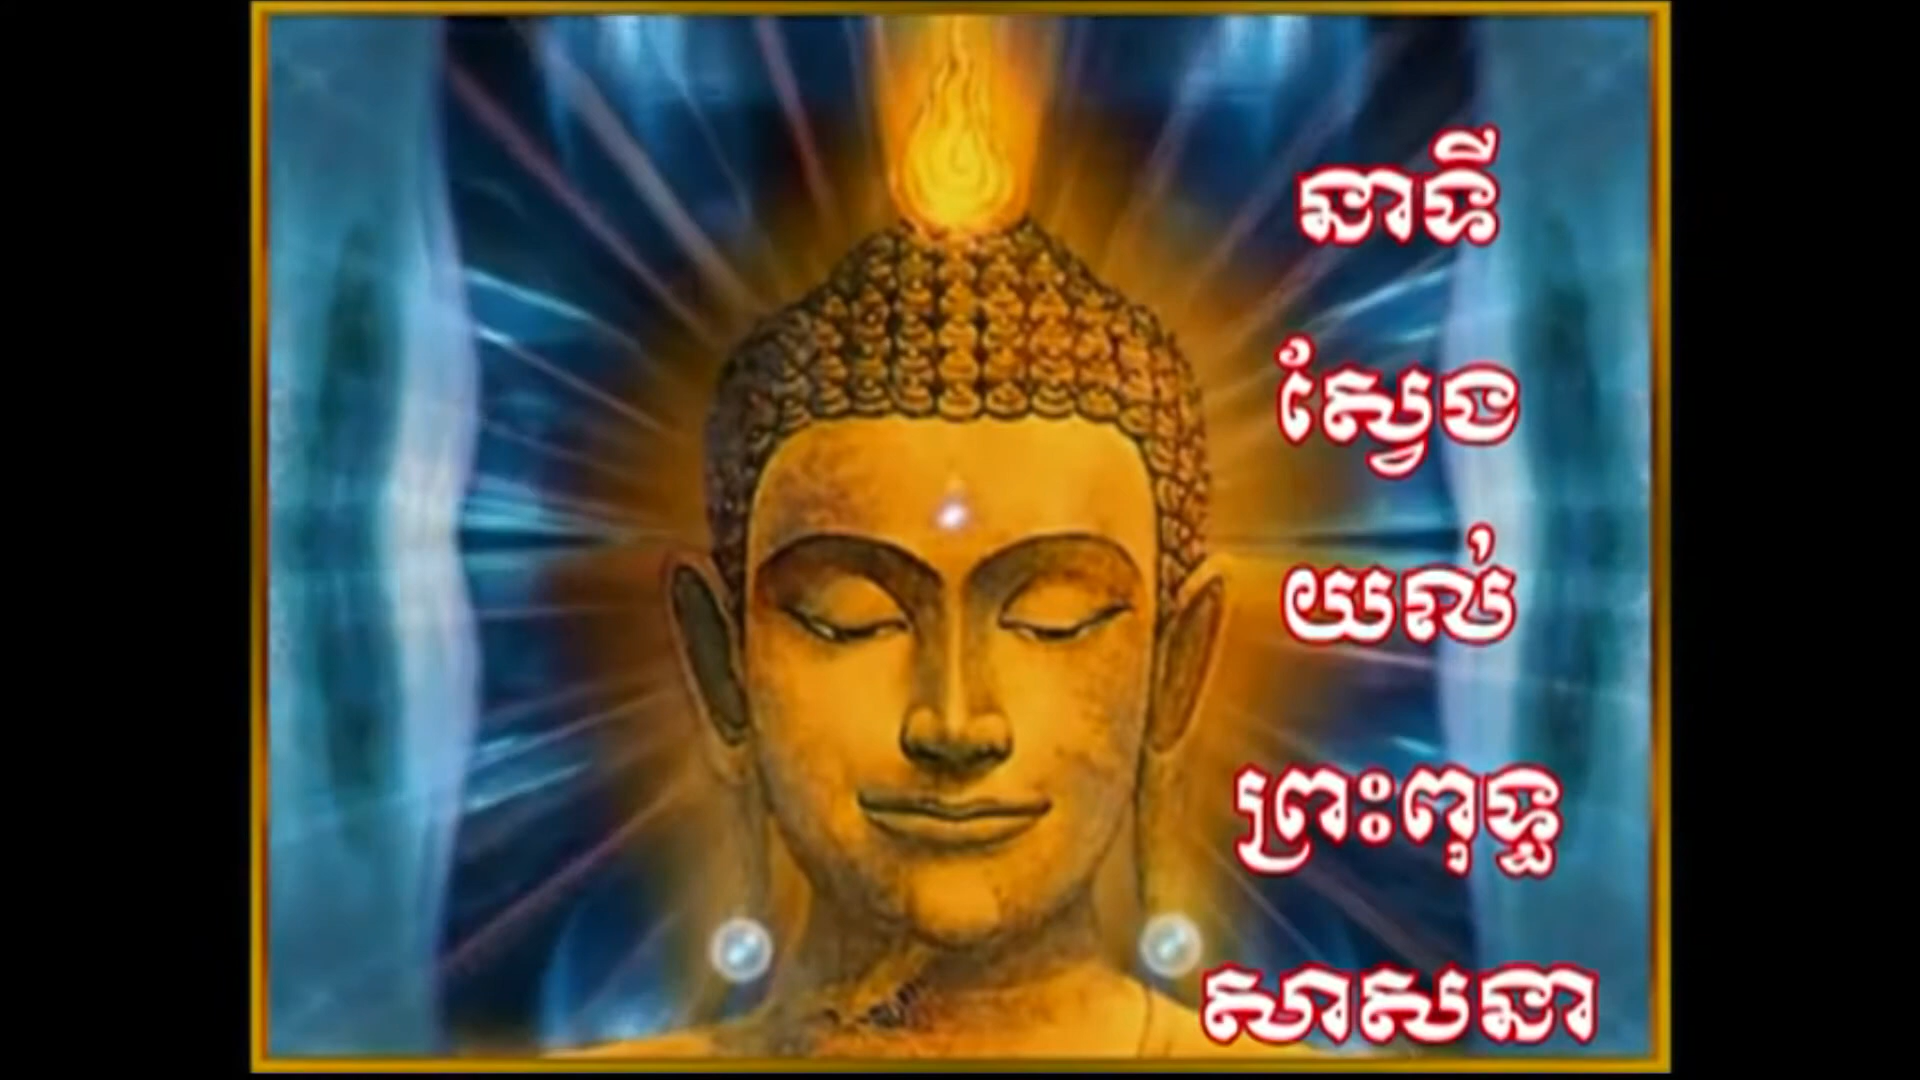 នាទី
ស្វែង
យល់
ព្រះពុទ្ធ
សាសនា